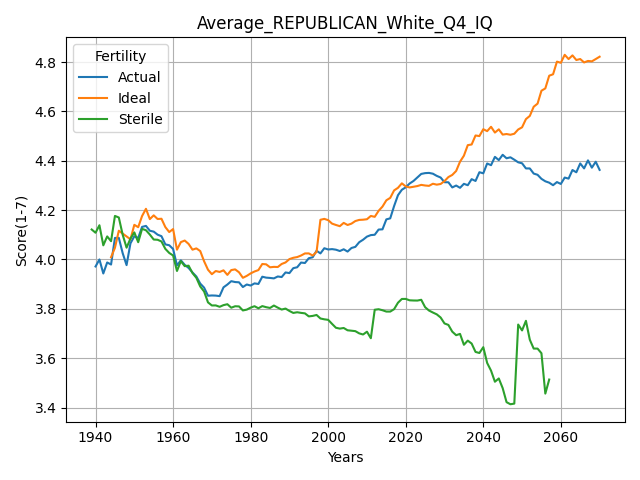 Average_REPUBLICAN_White_Q4_IQ
Fertility
Actual
Ideal
Sterile
Score(1-7)
4.8
4.6
4.4
4.2
4.0
3.8
3.6
3.4
1940 1960 1980 2000 2020 2040 2060
Years